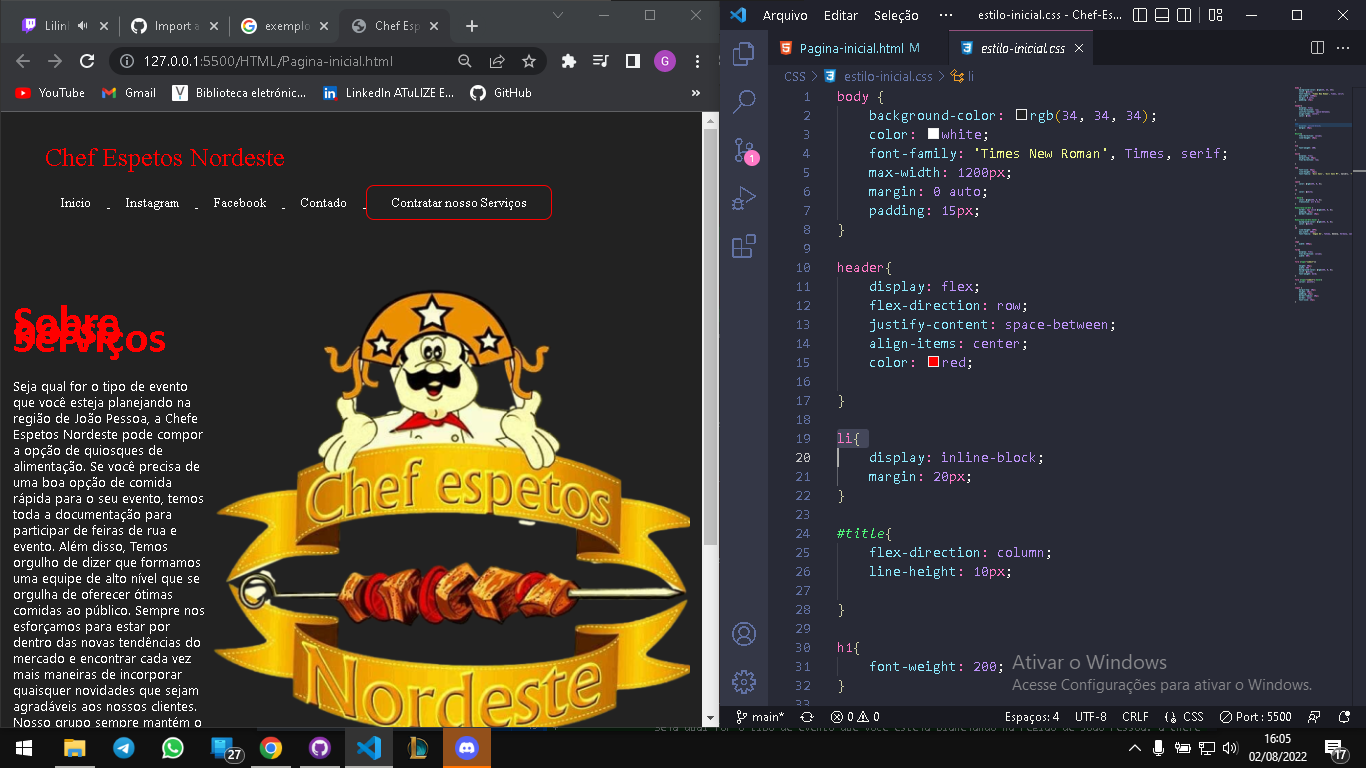 Lilinl
Import a
exemplo
Chef Esp
127.0.0.1:5500/HTML/Pagina-inicial.html
G
YouTube
Gmail
Biblioteca eletrónic...
LinkedIn ATuLIZE E...
GitHub
»
Chef Espetos Nordeste
Inicio - Instagram - Facebook - Contado - Contratar nosso Serviços
Sobre
nosso
Serviços
Seja qual for o tipo de evento
que você esteja planejando na
região de João Pessoa, a Chefe
Espetos Nordeste pode compor
a opção de quiosques de
alimentação. Se você precisa de
uma boa opção de comida
rápida para o seu evento, temos
toda a documentação para
participar de feiras de rua e
evento. Além disso, Temos
orgulho de dizer que formamos
uma equipe de alto nível que se
orgulha de oferecer ótimas
comidas ao público. Sempre nos
esforçamos para estar por
dentro das novas tendências do
mercado e encontrar cada vez
mais maneiras de incorporar
quaisquer novidades que sejam
agradáveis aos nossos clientes.
Nosso grupo sempre mantém o
Chef espetos
Nordeste
Arquivo Editar Seleção ··· estilo-inicial.css - Chef-Es...
Pagina-inicial.html M
estilo-inicial.css
CSS > estilo-inicial.css > li
1 body {
2 background-color: rgb(34, 34, 34);
3 color: white;
4 font-family: 'Times New Roman', Times, serif;
5 max-width: 1200px;
6 margin: 0 auto;
7 padding: 15px;
8 }
9
10 header{
11 display: flex;
12 flex-direction: row;
13 justify-content: space-between;
14 align-items: center;
15 color: red;
16
17 }
18
19 li{
20 display: inline-block;
21 margin: 20px;
22 }
23
24 #title{
25 flex-direction: column;
26 line-height: 10px;
27
28 }
29
30 h1{
31 font-weight: 200;
32 }
33
1
Ativar o Windows
Acesse Configurações para ativar o Windows.
main* 0 0 Espaços: 4 UTF-8 CRLF CSS Port : 5500
27
16:05
02/08/2022
17